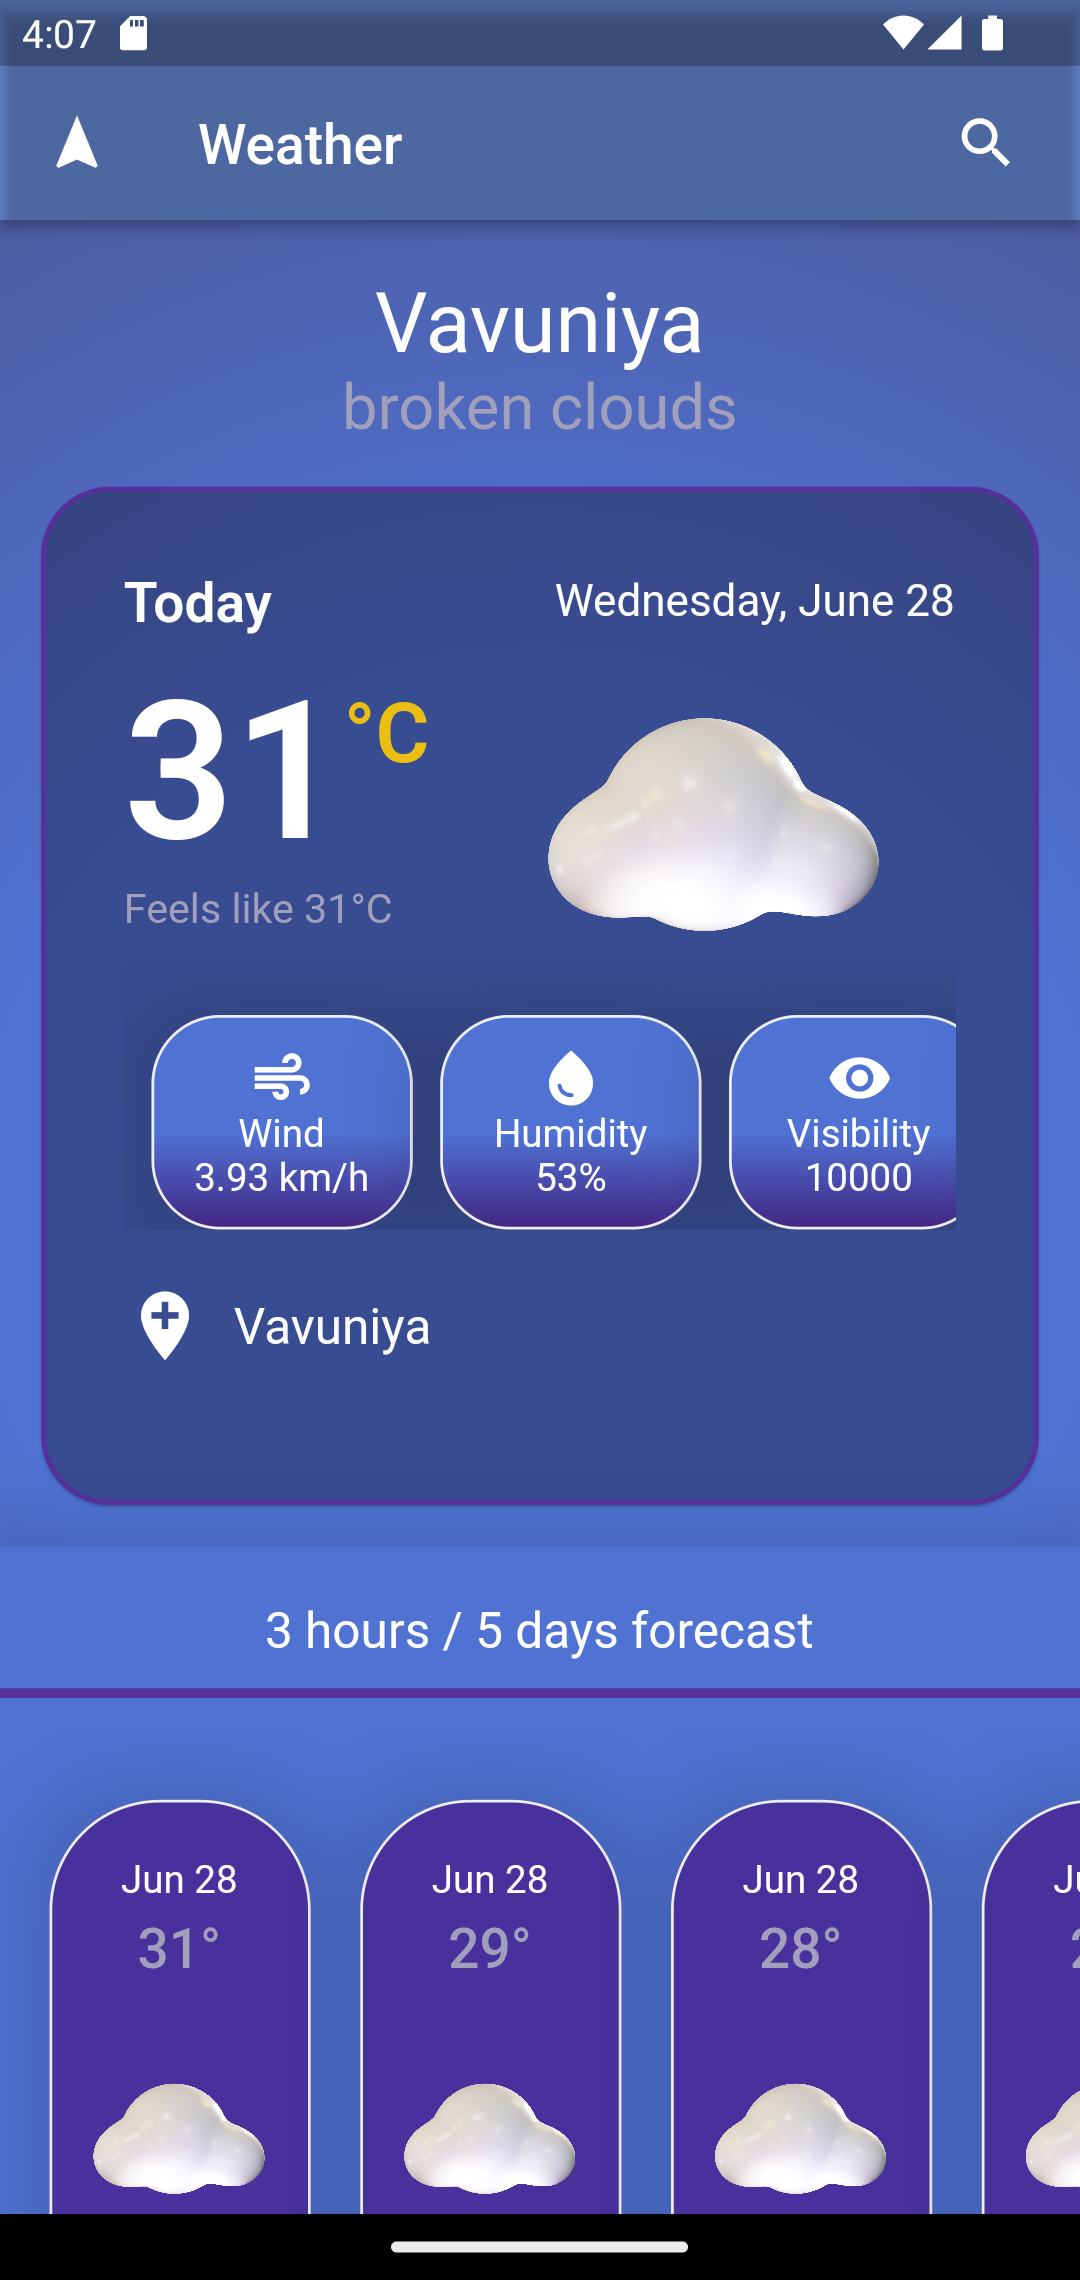 4:07
Weather
Vavuniya
broken clouds
Today
Wednesday, June 28
31 °C
Feels like 31°C
Wind
3.93 km/h
Humidity
53%
Visibility
10000
Vavuniya
3 hours / 5 days forecast
Jun 28
31°
Jun 28
29°
Jun 28
28°